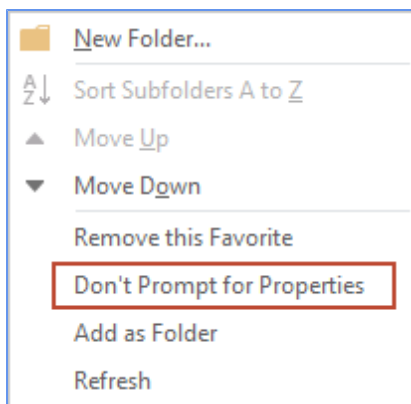 New Folder...
A
Z
Sort Subfolders A to Z
Move Up
Move Down
Remove this Favorite
Don't Prompt for Properties
Add as Folder
Refresh